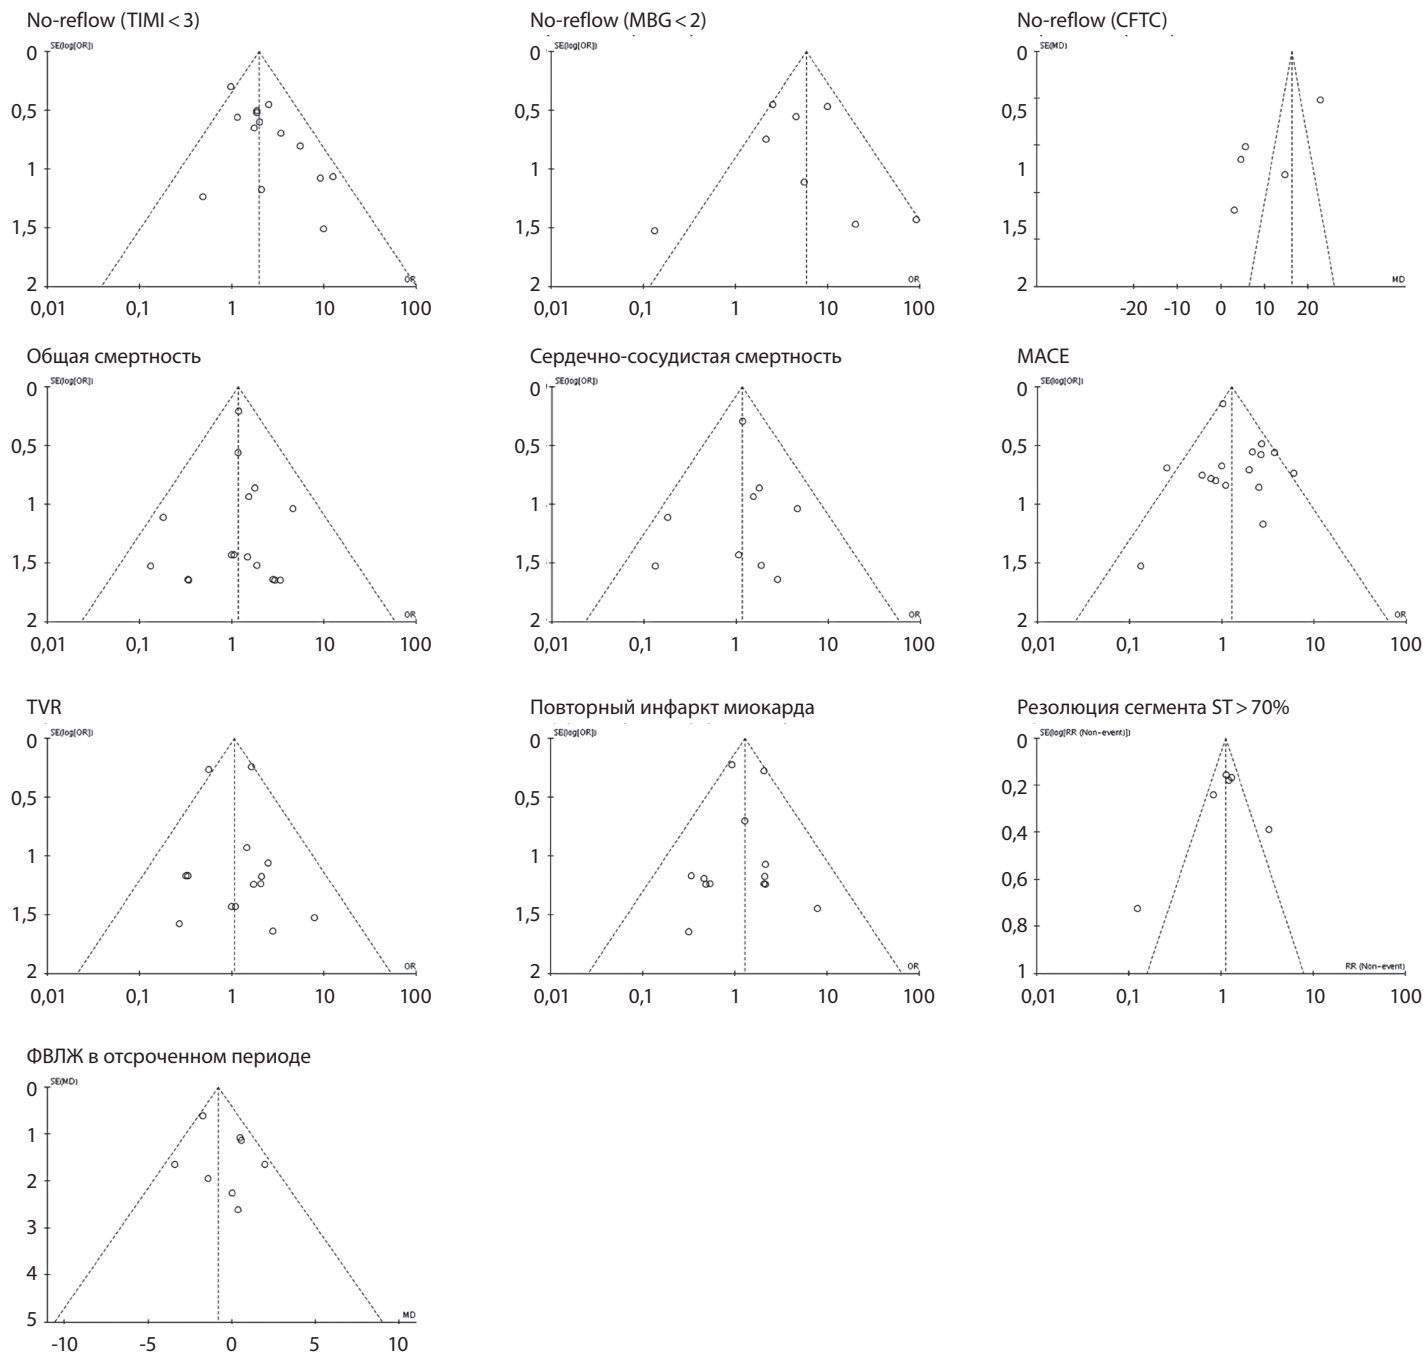 No-reflow (TIMI < 3)
SE(log[OR])
0
0,5
1
1,5
2
OR
0,01 0,1 1 10 100
No-reflow (MBG < 2)
SE(log[OR])
0
0,5
1
1,5
2
OR
0,01 0,1 1 10 100
No-reflow (CFTC)
SE(MD)
0
0,5
1
1,5
2
MD
-20 -10 0 10 20
Общая смертность
SE(log[OR])
0
0,5
1
1,5
2
OR
0,01 0,1 1 10 100
Сердечно-сосудистая смертность
SE(log[OR])
0
0,5
1
1,5
2
OR
0,01 0,1 1 10 100
MACE
SE(log[OR])
0
0,5
1
1,5
2
OR
0,01 0,1 1 10 100
TVR
SE(log[OR])
0
0,5
1
1,5
2
OR
0,01 0,1 1 10 100
Повторный инфаркт миокарда
SE(log[OR])
0
0,5
1
1,5
2
OR
0,01 0,1 1 10 100
Резолюция сегмента ST > 70%
SE(log[RR (Non-event)])
0
0,2
0,4
0,6
0,8
1
RR (Non-event)
0,01 0,1 1 10 100
ФВЛЖ в отсроченном периоде
SE(MD)
0
1
2
3
4
5
MD
-10 -5 0 5 10